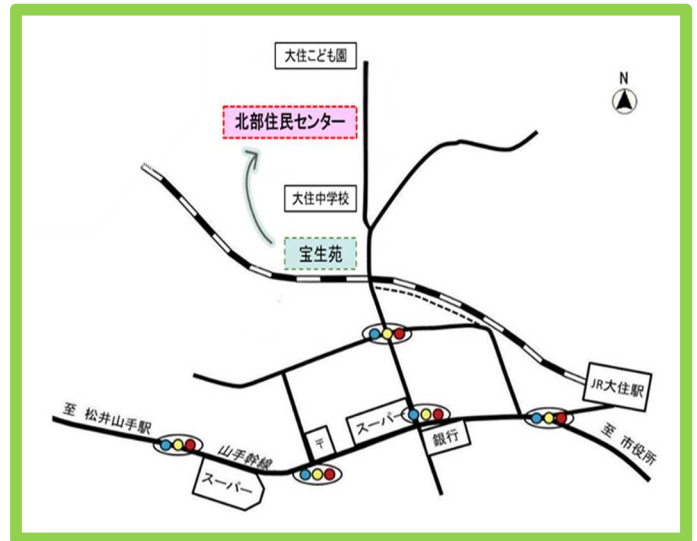 大住こども園
N
北部住民センター
大住中学校
宝生苑
JR大住駅
至 松井山手駅
山手幹線
スーパー
〒
スーパー
銀行
至 市役所